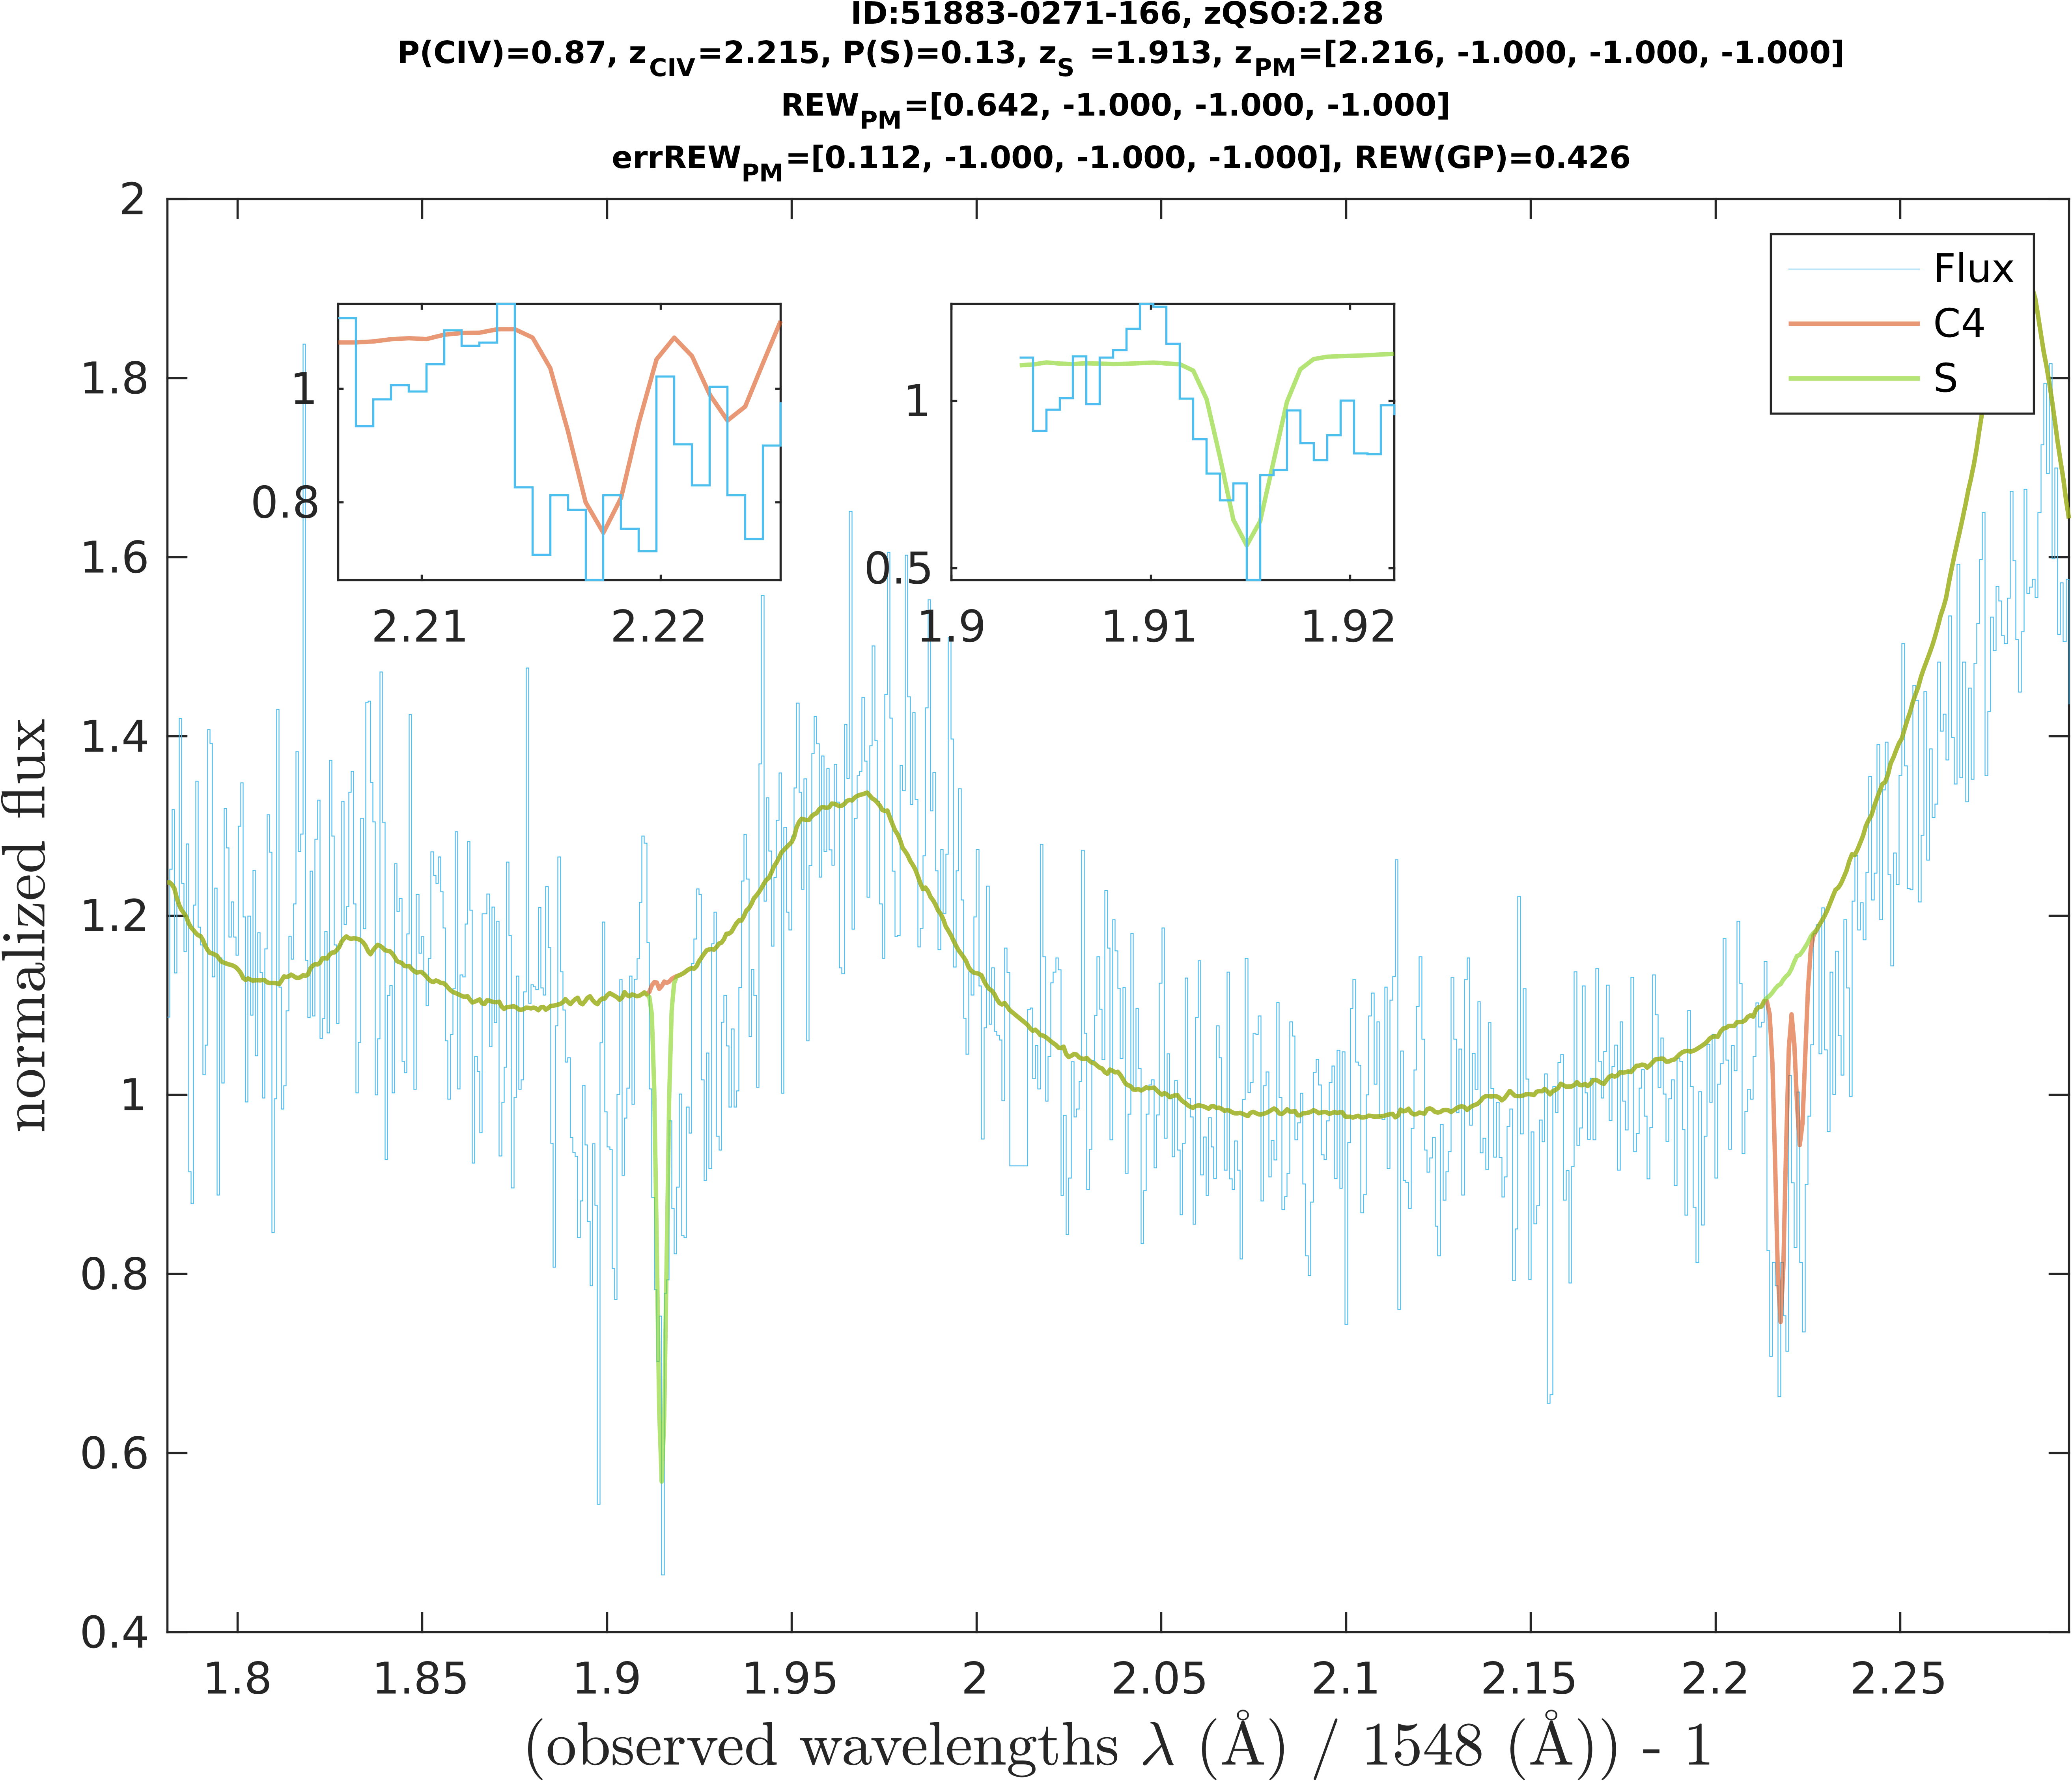 ID:51883-0271-166, zQSO:2.28
P(CIV)=0.87, zCIV=2.215, P(S)=0.13, zS =1.913, zPM=[2.216, -1.000, -1.000, -1.000]
REWPM=[0.642, -1.000, -1.000, -1.000]
errREWPM=[0.112, -1.000, -1.000, -1.000], REW(GP)=0.426
normalized flux
2
1.8
1.6
1.4
1.2
1
0.8
0.6
0.4
1
0.8
2.21 2.22
1
0.5
1.9 1.91 1.92
Flux
C4
S
1.8 1.85 1.9 1.95 2 2.05 2.1 2.15 2.2 2.25
(observed wavelengths λ (Å) / 1548 (Å)) - 1